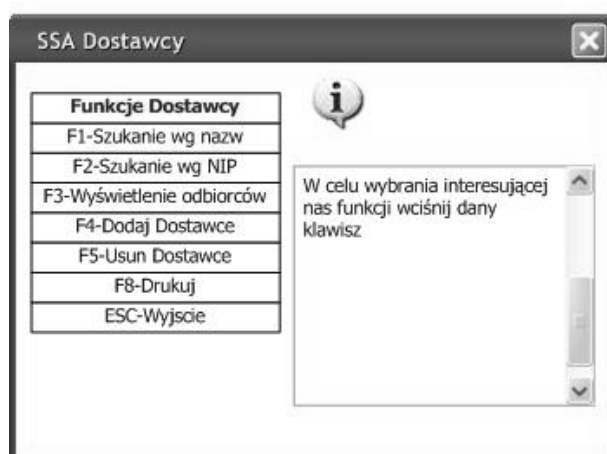 SSA Dostawcy
Funkcje Dostawcy
F1-Szukanie wg nazw
F2-Szukanie wg NIP
F3-Wyświetlenie odbiorców
F4-Dodaj Dostawce
F5-Usun Dostawce
F8-Drukuj
ESC-Wyjscie
W celu wybrania interesującej
nas funkcji wciśnij dany
klawisz